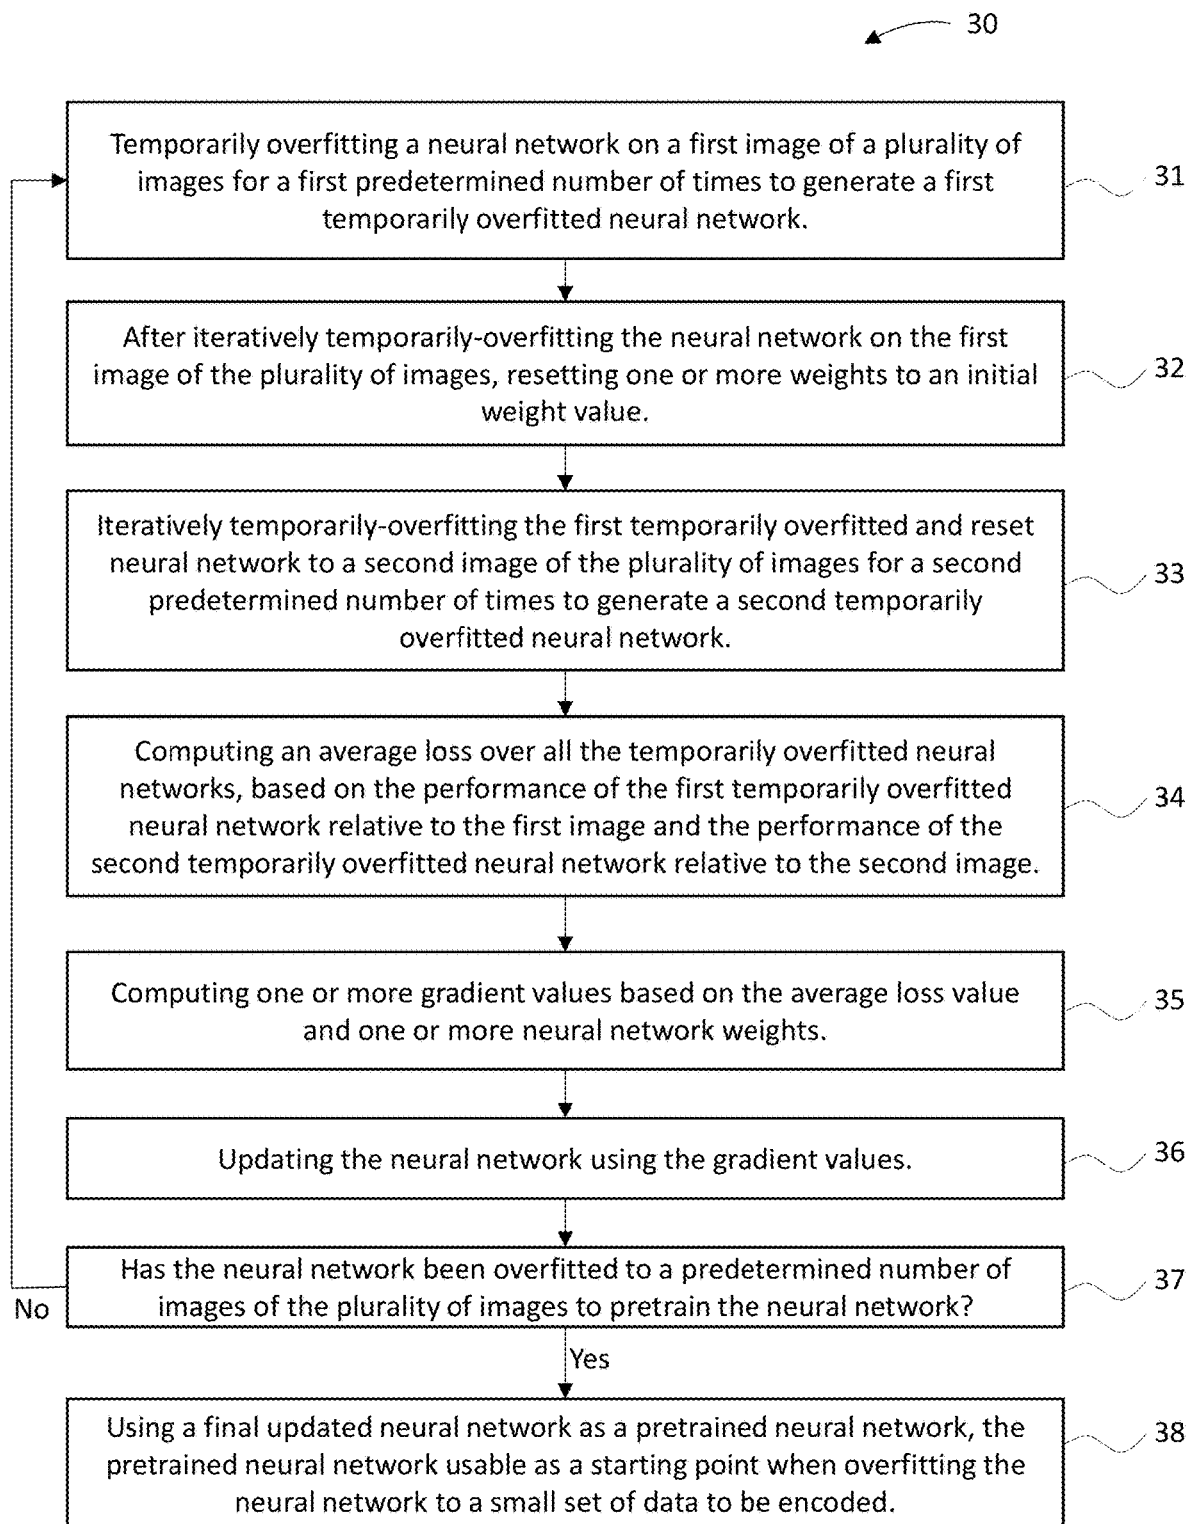 30
Temporarily overfitting a neural network on a first image of a plurality of
images for a first predetermined number of times to generate a first
temporarily overfitted neural network.
31
After iteratively temporarily-overfitting the neural network on the first
image of the plurality of images, resetting one or more weights to an initial
weight value.
32
Iteratively temporarily-overfitting the first temporarily overfitted and reset
neural network to a second image of the plurality of images for a second
predetermined number of times to generate a second temporarily
overfitted neural network.
33
Computing an average loss over all the temporarily overfitted neural
networks, based on the performance of the first temporarily overfitted
neural network relative to the first image and the performance of the
second temporarily overfitted neural network relative to the second image.
34
Computing one or more gradient values based on the average loss value
and one or more neural network weights.
35
Updating the neural network using the gradient values.
36
Has the neural network been overfitted to a predetermined number of
images of the plurality of images to pretrain the neural network?
37
No
Yes
Using a final updated neural network as a pretrained neural network, the
pretrained neural network usable as a starting point when overfitting the
neural network to a small set of data to be encoded.
38